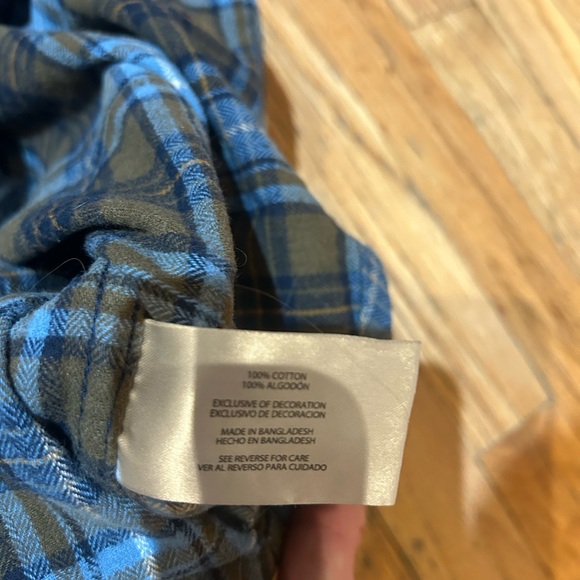 100% COTTON
100% ALGODÓN
EXCLUSIVE OF DECORATION
EXCLUSIVO DE DECORACION
MADE IN BANGLADESH
HECHO EN BANGLADESH
SEE REVERSE FOR CARE
VER AL REVERSO PARA CUIDADO